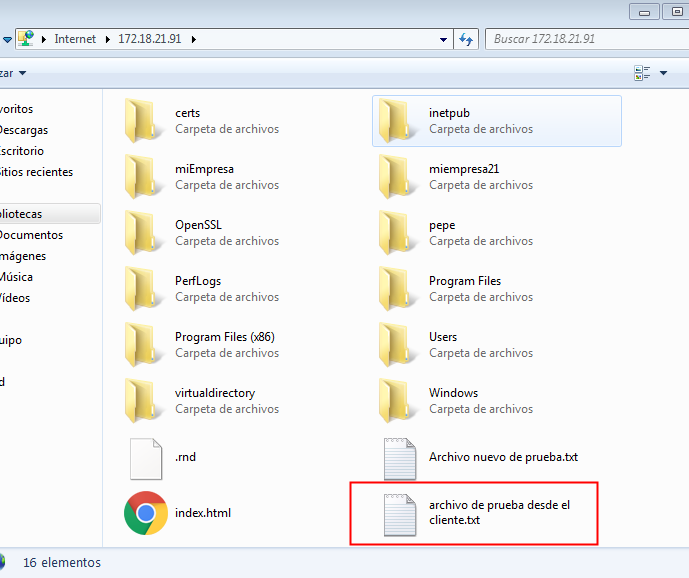 Internet
172.18.21.91
Buscar 172.18.21.91
zar
voritos
Descargas
Escritorio
Sitios recientes
bliotecas
Documentos
mágenes
Música
Vídeos
uipo
d
certs
Carpeta de archivos
inetpub
Carpeta de archivos
miEmpresa
Carpeta de archivos
miempresa21
Carpeta de archivos
OpenSSL
Carpeta de archivos
pepe
Carpeta de archivos
PerfLogs
Carpeta de archivos
Program Files
Carpeta de archivos
Program Files (x86)
Carpeta de archivos
Users
Carpeta de archivos
virtualdirectory
Carpeta de archivos
Windows
Carpeta de archivos
.rnd
Archivo nuevo de prueba.txt
index.html
archivo de prueba desde el
cliente.txt
16 elementos